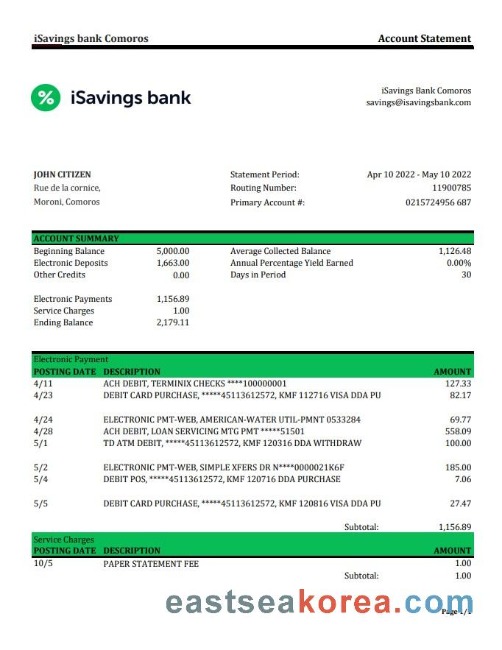 iSavings bank Comoros Account Statement
% iSavings bank
iSavings Bank Comoros
savings@isavingsbank.com
JOHN CITIZEN Statement Period: Apr 10 2022 - May 10 2022
Rue de la cornice, Routing Number: 11900785
Moroni, Comoros Primary Account #: 0215724956 687
ACCOUNT SUMMARY
Beginning Balance 5,000.00 Average Collected Balance 1,126.48
Electronic Deposits 1,663.00 Annual Percentage Yield Earned 0.00%
Other Credits 0.00 Days in Period 30
Electronic Payments 1,156.89
Service Charges 1.00
Ending Balance 2,179.11
Electronic Payment
POSTING DATE DESCRIPTION AMOUNT
4/11 ACH DEBIT, TERMINIX CHECKS ****100000001 127.33
4/23 DEBIT CARD PURCHASE, *****45113612572, KMF 112716 VISA DDA PU 82.17
4/24 ELECTRONIC PMT-WEB, AMERICAN-WATER UTIL-PMNT 0533284 69.77
4/28 ACH DEBIT, LOAN SERVICING MTG PMT *****51501 558.09
5/1 TD ATM DEBIT, *****45113612572, KMF 120316 DDA WITHDRAW 100.00
5/2 ELECTRONIC PMT-WEB, SIMPLE XFERS DR N****0000021K6F 185.00
5/4 DEBIT POS, *****45113612572, KMF 120716 DDA PURCHASE 7.06
5/5 DEBIT CARD PURCHASE, *****45113612572, KMF 120816 VISA DDA PU 27.47
Subtotal: 1,156.89
Service Charges
POSTING DATE DESCRIPTION AMOUNT
10/5 PAPER STATEMENT FEE 1.00
Subtotal: 1.00
eastseakorea.com
Page 1/1